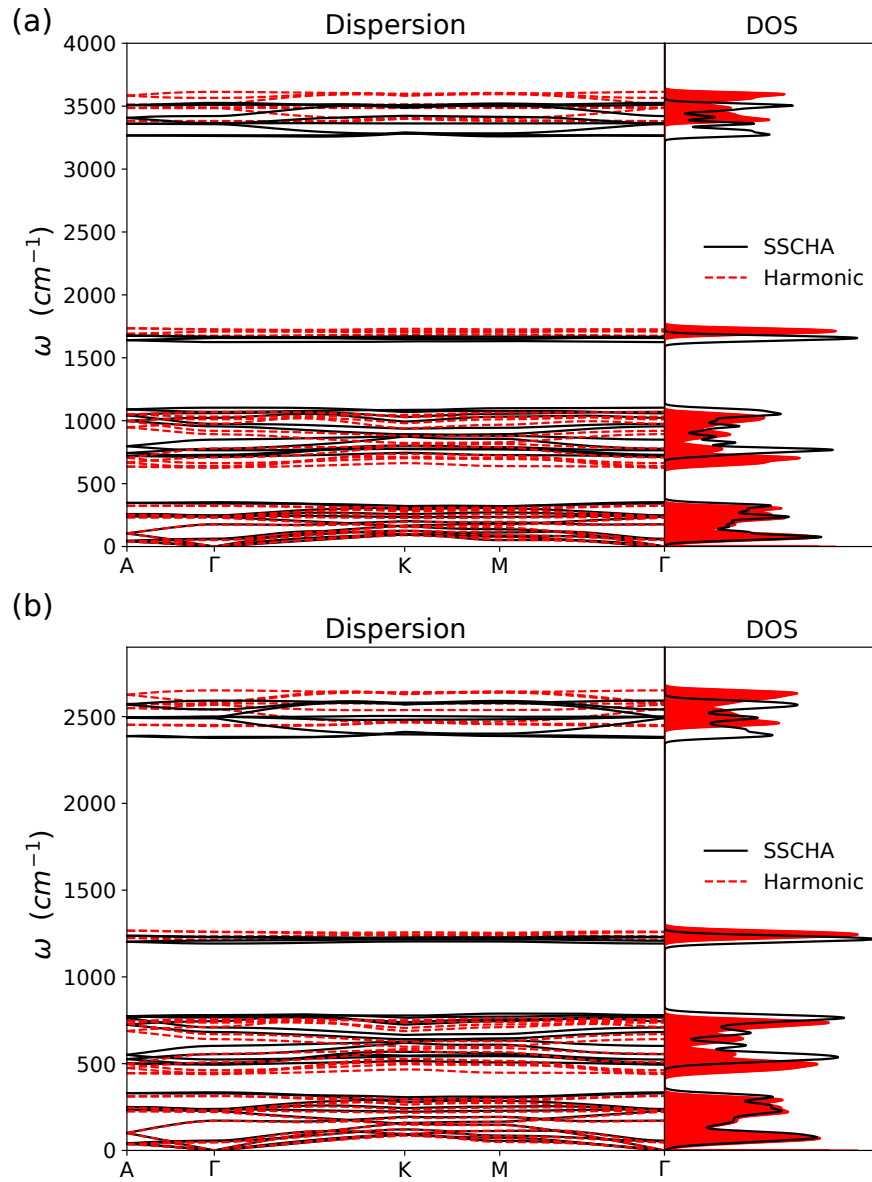 (a)
Dispersion
DOS
4000
3500
3000
2500
2000
1500
1000
500
0
ω (cm⁻¹)
SSCHA
Harmonic
A
Γ
K
M
Γ
(b)
Dispersion
DOS
2500
2000
1500
1000
500
0
ω (cm⁻¹)
SSCHA
Harmonic
A
Γ
K
M
Γ